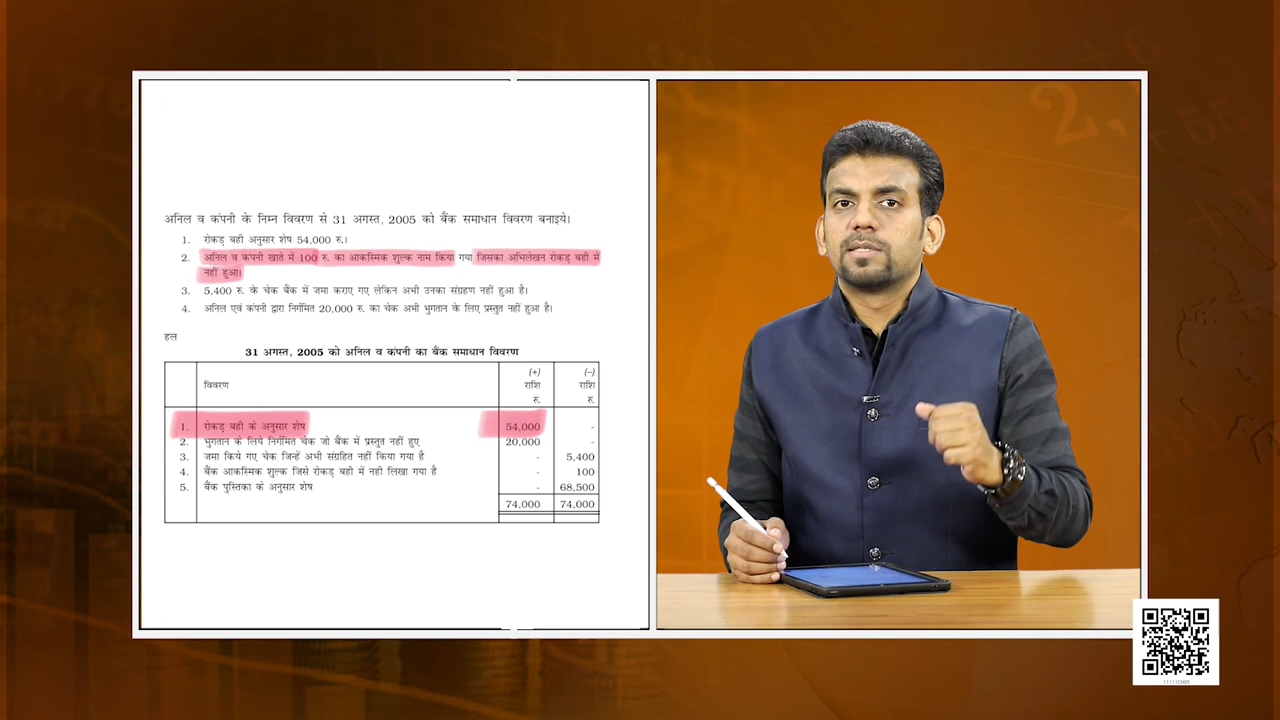 अनिल व कंपनी के निम्न विवरण से 31 अगस्त, 2005 को बैंक समाधान विवरण बनाइये।
1. रोकड़ बही अनुसार शेष 54,000 रु.।
2. अनिल व कंपनी खाते में 100 रु. का आकस्मिक शुल्क नाम किया गया जिसका अभिलेखन रोकड़ बही में
नहीं हुआ।
3. 5,400 रु. के चेक बैंक में जमा कराए गए लेकिन अभी उनका संग्रहण नहीं हुआ है।
4. अनिल एवं कंपनी द्वारा निर्गमित 20,000 रु. का चेक अभी भुगतान के लिए प्रस्तुत नहीं हुआ है।
हल
31 अगस्त, 2005 को अनिल व कंपनी का बैंक समाधान विवरण
(+) (–)
विवरण राशि राशि
रु. रु.
1. रोकड़ बही के अनुसार शेष 54,000 -
2. भुगतान के लिये निर्गमित चेक जो बैंक में प्रस्तुत नहीं हुए 20,000 -
3. जमा किये गए चेक जिन्हें अभी संग्रहित नहीं किया गया है - 5,400
4. बैंक आकस्मिक शुल्क जिसे रोकड़ बही में नही लिखा गया है - 100
5. बैंक पुस्तिका के अनुसार शेष - 68,500
74,000 74,000